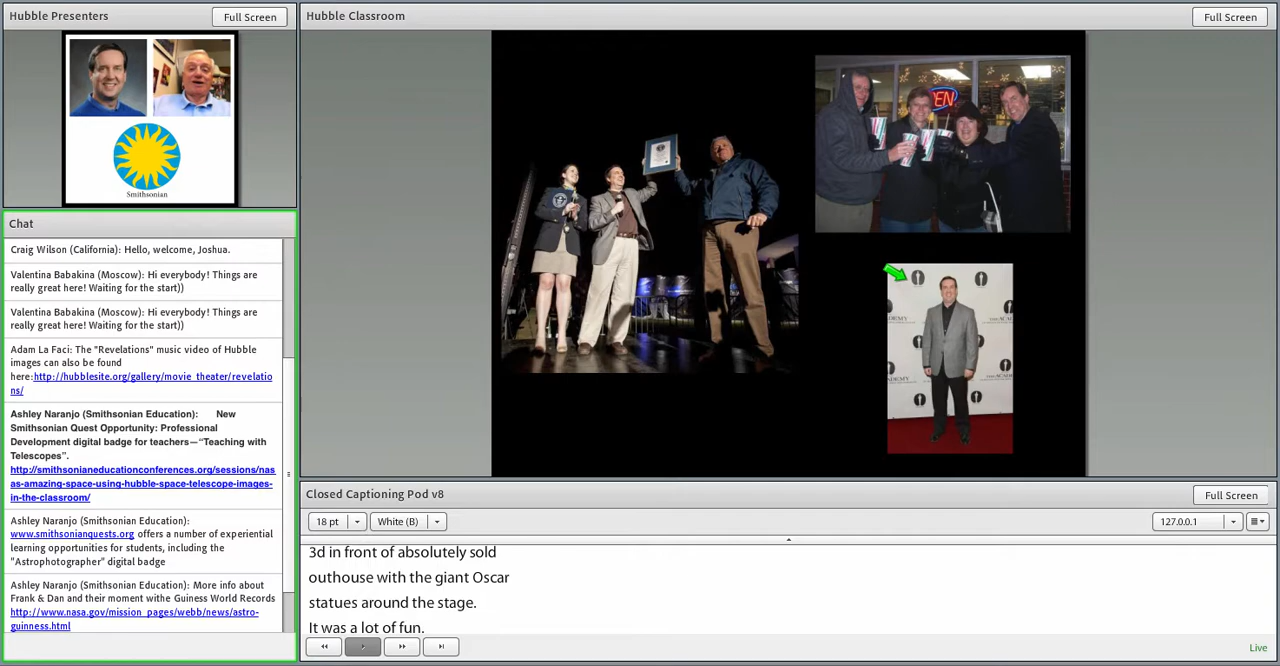 Hubble Presenters
Full Screen
Smithsonian
Chat
Craig Wilson (California): Hello, welcome, Joshua.
Valentina Babakina (Moscow): Hi everybody! Things are
really great here! Waiting for the start))
Valentina Babakina (Moscow): Hi everybody! Things are
really great here! Waiting for the start))
Adam La Faci: The "Revelations" music video of Hubble
images can also be found
here:http://hubblesite.org/gallery/movie_theater/revelatio
ns/
Ashley Naranjo (Smithsonian Education): New
Smithsonian Quest Opportunity: Professional
Development digital badge for teachers—“Teaching with
Telescopes”.
http://smithsonianeducationconferences.org/sessions/nas
as-amazing-space-using-hubble-space-telescope-images-
in-the-classroom/
Ashley Naranjo (Smithsonian Education):
www.smithsonianquests.org offers a number of experiential
learning opportunities for students, including the
"Astrophotographer" digital badge
Ashley Naranjo (Smithsonian Education): More info about
Frank & Dan and their moment withe Guiness World Records
http://www.nasa.gov/mission_pages/webb/news/astro-
guinness.html
Hubble Classroom
Full Screen
EN
Closed Captioning Pod v8
Full Screen
18 pt
White (B)
127.0.0.1
3d in front of absolutely sold
outhouse with the giant Oscar
statues around the stage.
It was a lot of fun.
Live